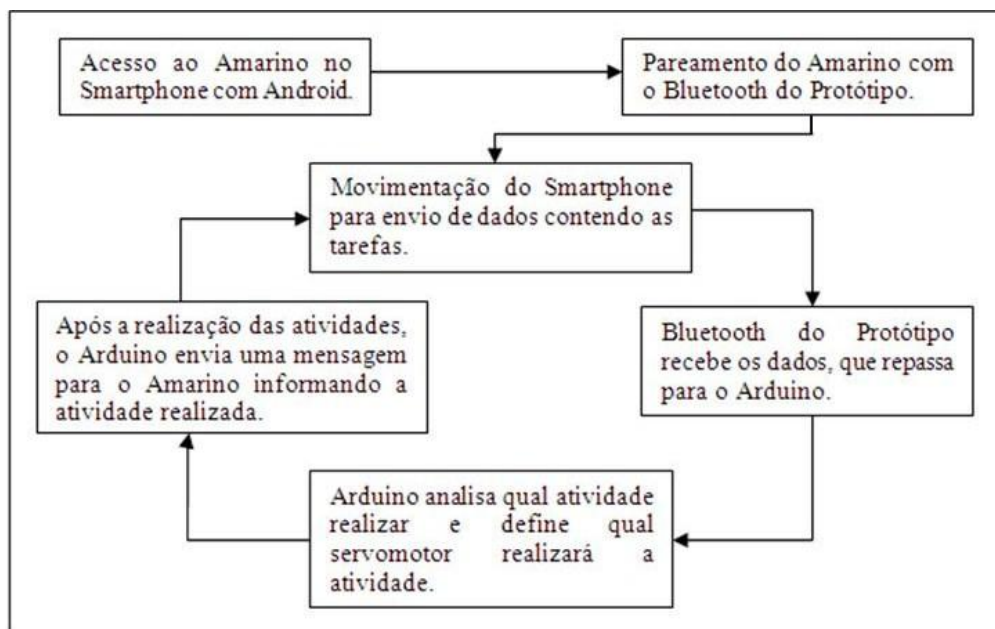 Acesso ao Amarino no
Smartphone com Android.
Pareamento do Amarino com
o Bluetooth do Protótipo.
Movimentação do Smartphone
para envio de dados contendo as
tarefas.
Bluetooth do Protótipo
recebe os dados, que repassa
para o Arduino.
Arduino analisa qual atividade
realizar e define qual
servomotor realizará a
atividade.
Após a realização das atividades,
o Arduino envia uma mensagem
para o Amarino informando a
atividade realizada.